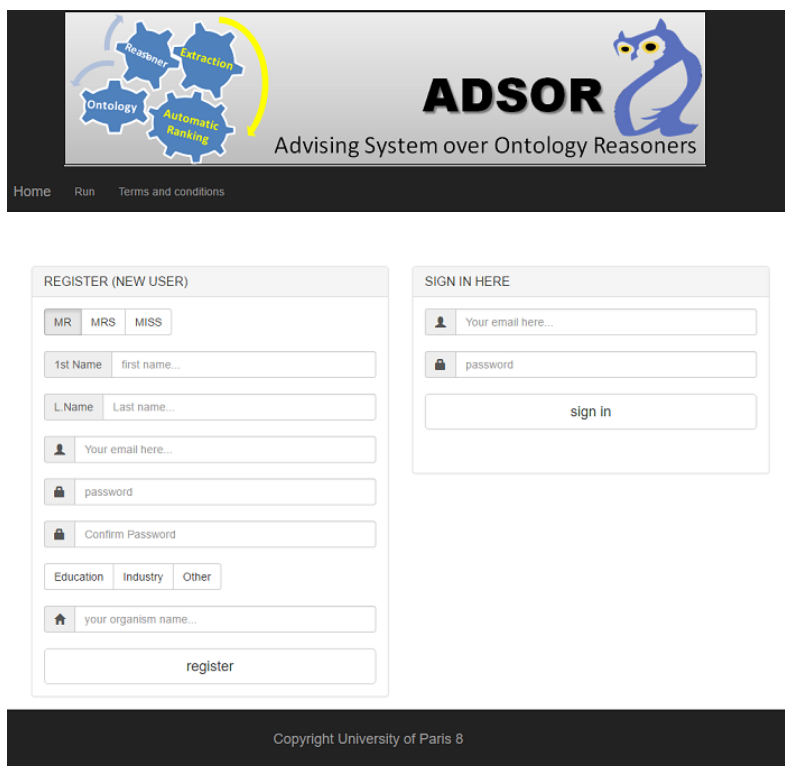 Reasoner
Extraction
Ontology
Automatic
Ranking
ADSOR
Advising System over Ontology Reasoners
Home Run Terms and conditions
REGISTER (NEW USER)
MR MRS MISS
1st Name first name...
L.Name Last name...
Your email here...
password
Confirm Password
Education Industry Other
your organism name...
register
SIGN IN HERE
Your email here...
password
sign in
Copyright University of Paris 8